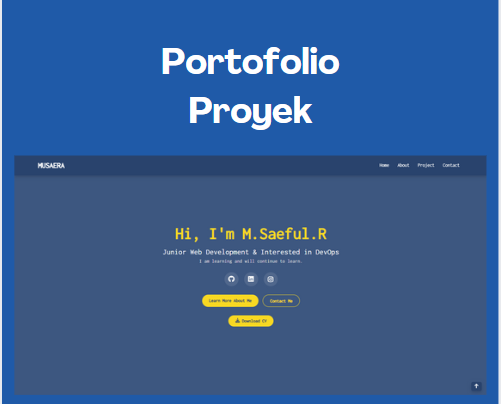 Portofolio
Proyek
MUSAERA
Home About Project Contact
Hi, I'm M.Saeful.R
Junior Web Development & Interested in DevOps
I am learning and will continue to learn.
Learn More About Me Contact Me
Download CV